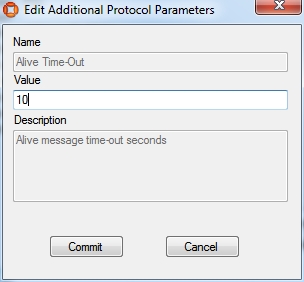 Edit Additional Protocol Parameters
Name
Alive Time-Out
Value
10
Description
Alive message time-out seconds
Commit
Cancel